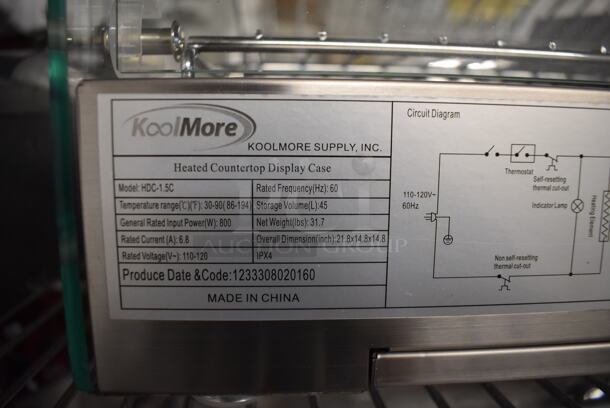 KoolMore
KOOLMORE SUPPLY, INC.
Heated Countertop Display Case
Model: HDC-1.5C
Rated Frequency(Hz): 60
Temperature range(℃)(℉): 30-90( 86-194)
Storage Volume(L):45
General Rated Input Power(W): 800
Net Weight(lbs): 31.7
Rated Current (A): 6.8
Overall Dimension(inch):21.8x14.8x14.8
Rated Voltage(V~): 110-120
IPX4
Produce Date &Code:1233308020160
MADE IN CHINA
Circuit Diagram
Thermostat
Self-resetting
thermal cut-out
110-120V~
60Hz
Indicator Lamp
Heating Element
Non self-resetting
thermal cut-out
AUCTION GROUP